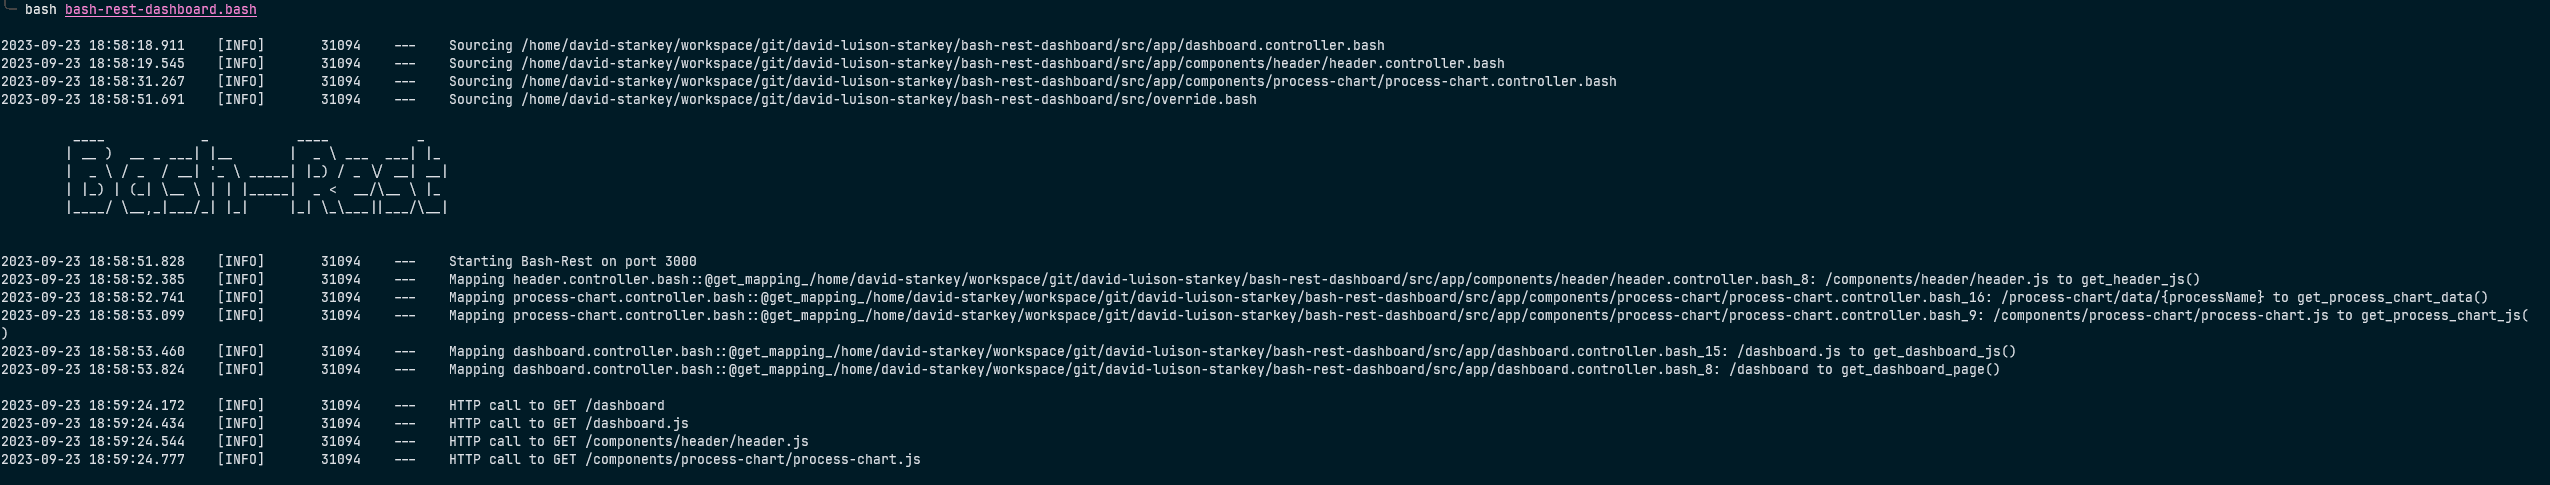 bash bash-rest-dashboard.bash
2023-09-23 18:58:18.911    [INFO]       31094    ---    Sourcing /home/david-starkey/workspace/git/david-luison-starkey/bash-rest-dashboard/src/app/dashboard.controller.bash
2023-09-23 18:58:19.545    [INFO]       31094    ---    Sourcing /home/david-starkey/workspace/git/david-luison-starkey/bash-rest-dashboard/src/app/components/header/header.controller.bash
2023-09-23 18:58:31.267    [INFO]       31094    ---    Sourcing /home/david-starkey/workspace/git/david-luison-starkey/bash-rest-dashboard/src/app/components/process-chart/process-chart.controller.bash
2023-09-23 18:58:51.691    [INFO]       31094    ---    Sourcing /home/david-starkey/workspace/git/david-luison-starkey/bash-rest-dashboard/src/override.bash
Bash-Rest
2023-09-23 18:58:51.828    [INFO]       31094    ---    Starting Bash-Rest on port 3000
2023-09-23 18:58:52.385    [INFO]       31094    ---    Mapping header.controller.bash::@get_mapping_/home/david-starkey/workspace/git/david-luison-starkey/bash-rest-dashboard/src/app/components/header/header.controller.bash_8: /components/header/header.js to get_header_js()
2023-09-23 18:58:52.741    [INFO]       31094    ---    Mapping process-chart.controller.bash::@get_mapping_/home/david-starkey/workspace/git/david-luison-starkey/bash-rest-dashboard/src/app/components/process-chart/process-chart.controller.bash_16: /process-chart/data/{processName} to get_process_chart_data()
2023-09-23 18:58:53.099    [INFO]       31094    ---    Mapping process-chart.controller.bash::@get_mapping_/home/david-starkey/workspace/git/david-luison-starkey/bash-rest-dashboard/src/app/components/process-chart/process-chart.controller.bash_9: /components/process-chart/process-chart.js to get_process_chart_js(
)
2023-09-23 18:58:53.460    [INFO]       31094    ---    Mapping dashboard.controller.bash::@get_mapping_/home/david-starkey/workspace/git/david-luison-starkey/bash-rest-dashboard/src/app/dashboard.controller.bash_15: /dashboard.js to get_dashboard_js()
2023-09-23 18:58:53.824    [INFO]       31094    ---    Mapping dashboard.controller.bash::@get_mapping_/home/david-starkey/workspace/git/david-luison-starkey/bash-rest-dashboard/src/app/dashboard.controller.bash_8: /dashboard to get_dashboard_page()
2023-09-23 18:59:24.172    [INFO]       31094    ---    HTTP call to GET /dashboard
2023-09-23 18:59:24.434    [INFO]       31094    ---    HTTP call to GET /dashboard.js
2023-09-23 18:59:24.544    [INFO]       31094    ---    HTTP call to GET /components/header/header.js
2023-09-23 18:59:24.777    [INFO]       31094    ---    HTTP call to GET /components/process-chart/process-chart.js